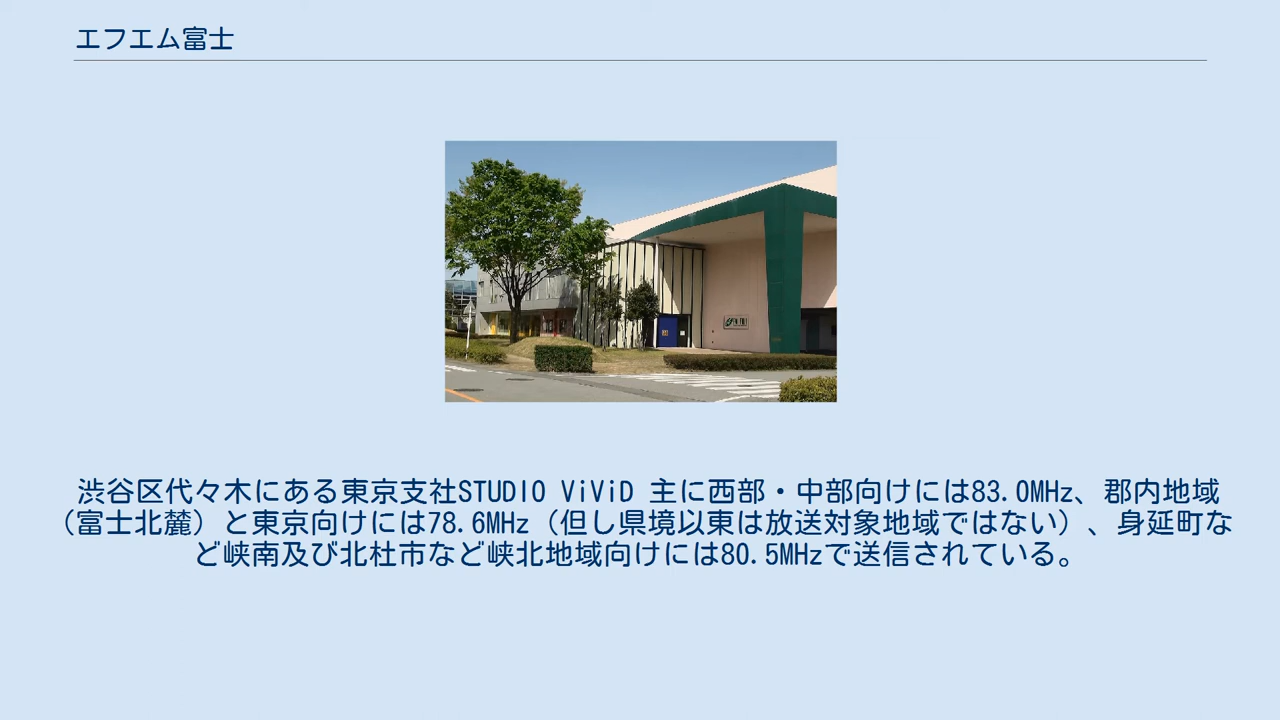 エフエム富士
渋谷区代々木にある東京支社STUDIO ViViD 主に西部・中部向けには83.0MHz、郡内地域
（富士北麓）と東京向けには78.6MHz（但し県境以東は放送対象地域ではない）、身延町な
ど峡南及び北杜市など峡北地域向けには80.5MHzで送信されている。